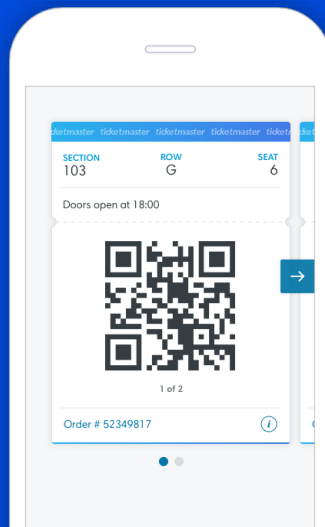 ticketmaster ticketmaster ticketmaster ticketmaster
SECTION ROW SEAT
103 G 6
Doors open at 18:00
1 of 2
Order # 52349817 i